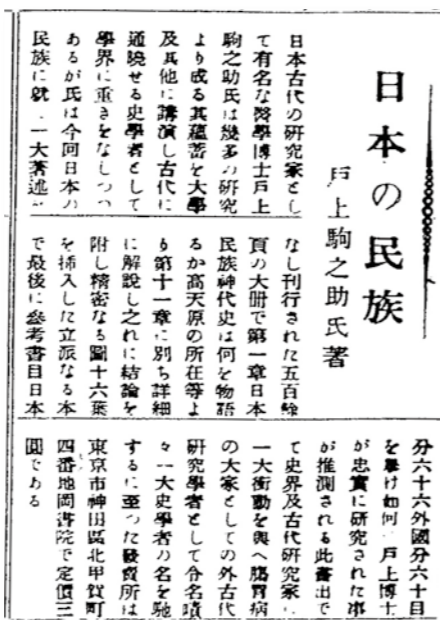 日本の民族
戸上駒之助氏著
日本古代の研究家とし
て有名な醫學博士戸上
駒之助氏は幾多の研究
より成る其蘊蓄を大學
及其他に講演し古代に
通曉せる史學者として
學界に重きをなしつつ
あるが氏は今回日本の
民族に就 一大著述
なし刊行された五百餘
頁の大册で第一章日本
民族神代史は何を物語
るか高天原の所在等よ
り第十一章に別ち詳細
に解說し之れに結論を
附し精密なる圖十六葉
を挿入した立派なる本
で最後に參考書目日本
分六十六外國分六十目
を擧け如何 戸上博士
が忠實に研究された事
が推測される此書出で
て史界及古代研究家に
一大衝動を與へ腸胃病
の大家としての外古代
研究學者として令名嘖
々一大史學者の名を馳
するに至つた發賣所は
東京市神田區北甲賀町
四番地岡書院で定價三
圓である